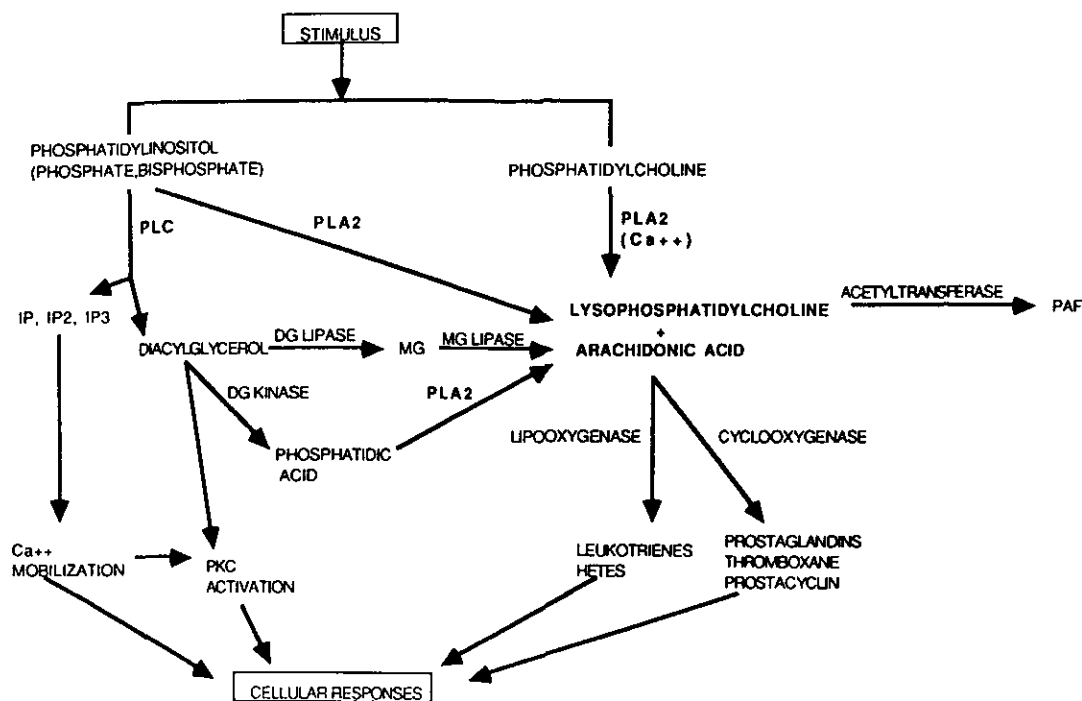 STIMULUS
PHOSPHATIDYLINOSITOL
(PHOSPHATE,BISPHOSPHATE)
PHOSPHATIDYLCHOLINE
PLC
PLA2
PLA2
(Ca++)
IP, IP2, IP3
DIACYLGLYCEROL
DG LIPASE
MG
MG LIPASE
LYSOPHOSPHATIDYLCHOLINE
+
ARACHIDONIC ACID
ACETYLTRANSFERASE
PAF
DG KINASE
PLA2
PHOSPHATIDIC
ACID
LIPOOXYGENASE
CYCLOOXYGENASE
Ca++
MOBILIZATION
PKC
ACTIVATION
LEUKOTRIENES
HETES
PROSTAGLANDINS
THROMBOXANE
PROSTACYCLIN
CELLULAR RESPONSES